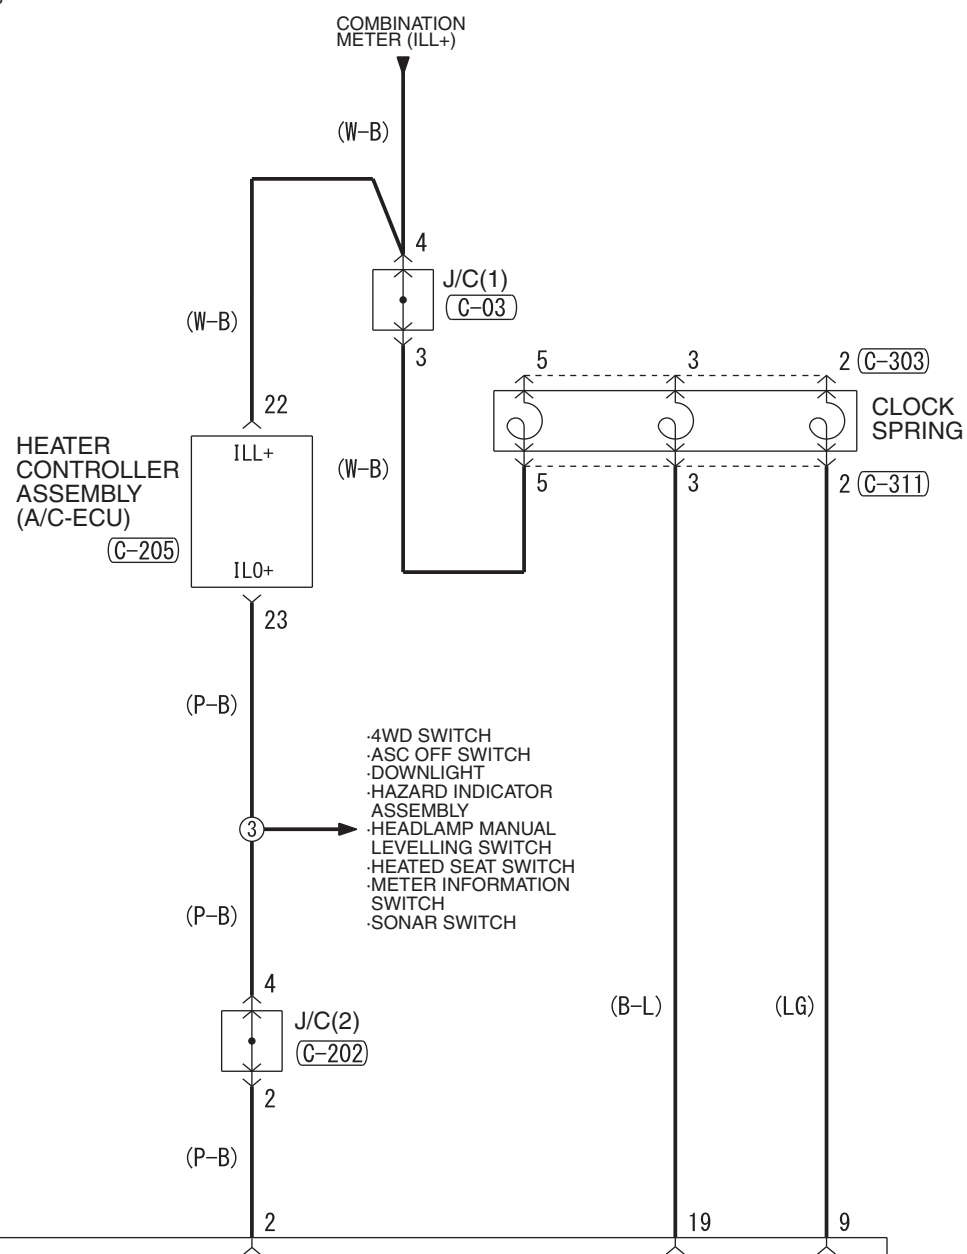 COMBINATION
METER (ILL+)
(W-B)
4
J/C(1)
C-03
(W-B)
3
5
3
2 C-303
22
CLOCK
SPRING
HEATER
CONTROLLER
ASSEMBLY
(A/C-ECU)
C-205
ILL+
(W-B)
5
3
2 C-311
ILO+
23
(P-B)
·4WD SWITCH
·ASC OFF SWITCH
·DOWNLIGHT
·HAZARD INDICATOR
ASSEMBLY
·HEADLAMP MANUAL
LEVELLING SWITCH
·HEATED SEAT SWITCH
·METER INFORMATION
SWITCH
·SONAR SWITCH
3
(P-B)
4
J/C(2)
C-202
(B-L)
(LG)
2
(P-B)
2
19
9